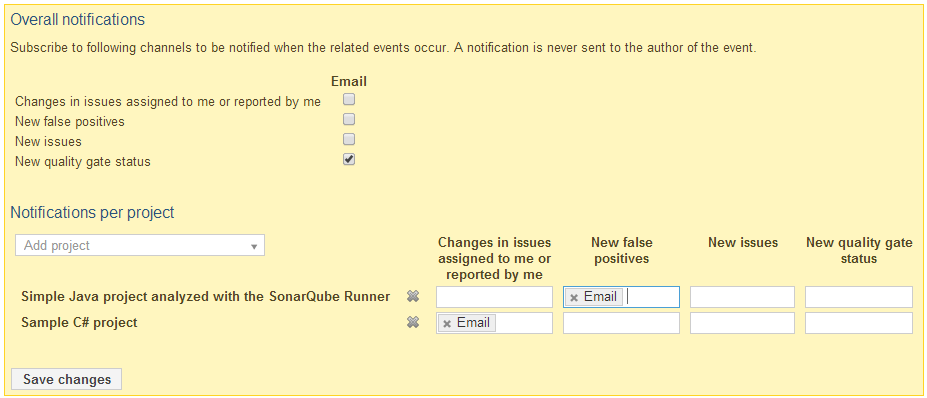 Overall notifications
Subscribe to following channels to be notified when the related events occur. A notification is never sent to the author of the event.
Email
Changes in issues assigned to me or reported by me
New false positives
New issues
New quality gate status
Notifications per project
Add project
Changes in issues
assigned to me or
reported by me
New false
positives
New issues
New quality gate
status
Simple Java project analyzed with the SonarQube Runner
Email
Sample C# project
Email
Save changes